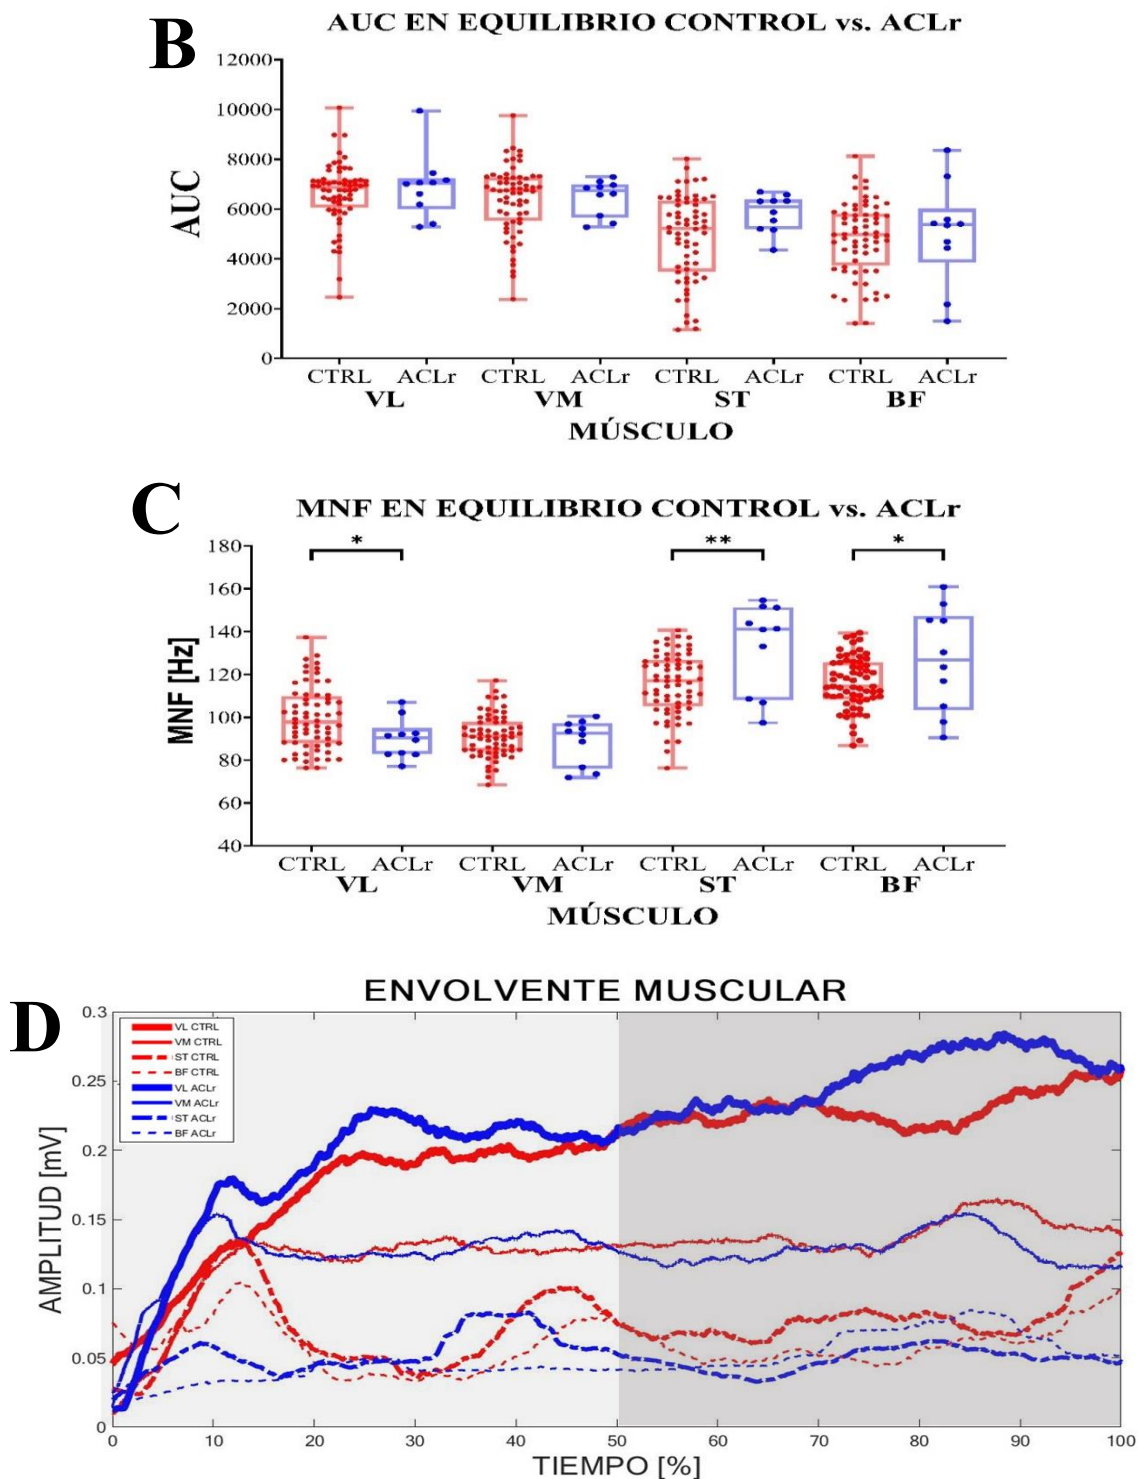 B
AUC EN EQUILIBRIO CONTROL vs. ACLr
12000
10000
8000
6000
4000
2000
0
AUC
CTRL ACLr CTRL ACLr CTRL ACLr CTRL ACLr
VL VM ST BF
MÚSCULO
C
MNF EN EQUILIBRIO CONTROL vs. ACLr
* ** *
180
160
140
120
100
80
60
40
MNF [Hz]
CTRL ACLr CTRL ACLr CTRL ACLr CTRL ACLr
VL VM ST BF
MÚSCULO
D
ENVOLVENTE MUSCULAR
0.3
0.25
0.2
0.15
0.1
0.05
0
AMPLITUD [mV]
VL CTRL
VM CTRL
ST CTRL
BF CTRL
VL ACLr
VM ACLr
ST ACLr
BF ACLr
0 10 20 30 40 50 60 70 80 90 100
TIEMPO [%]